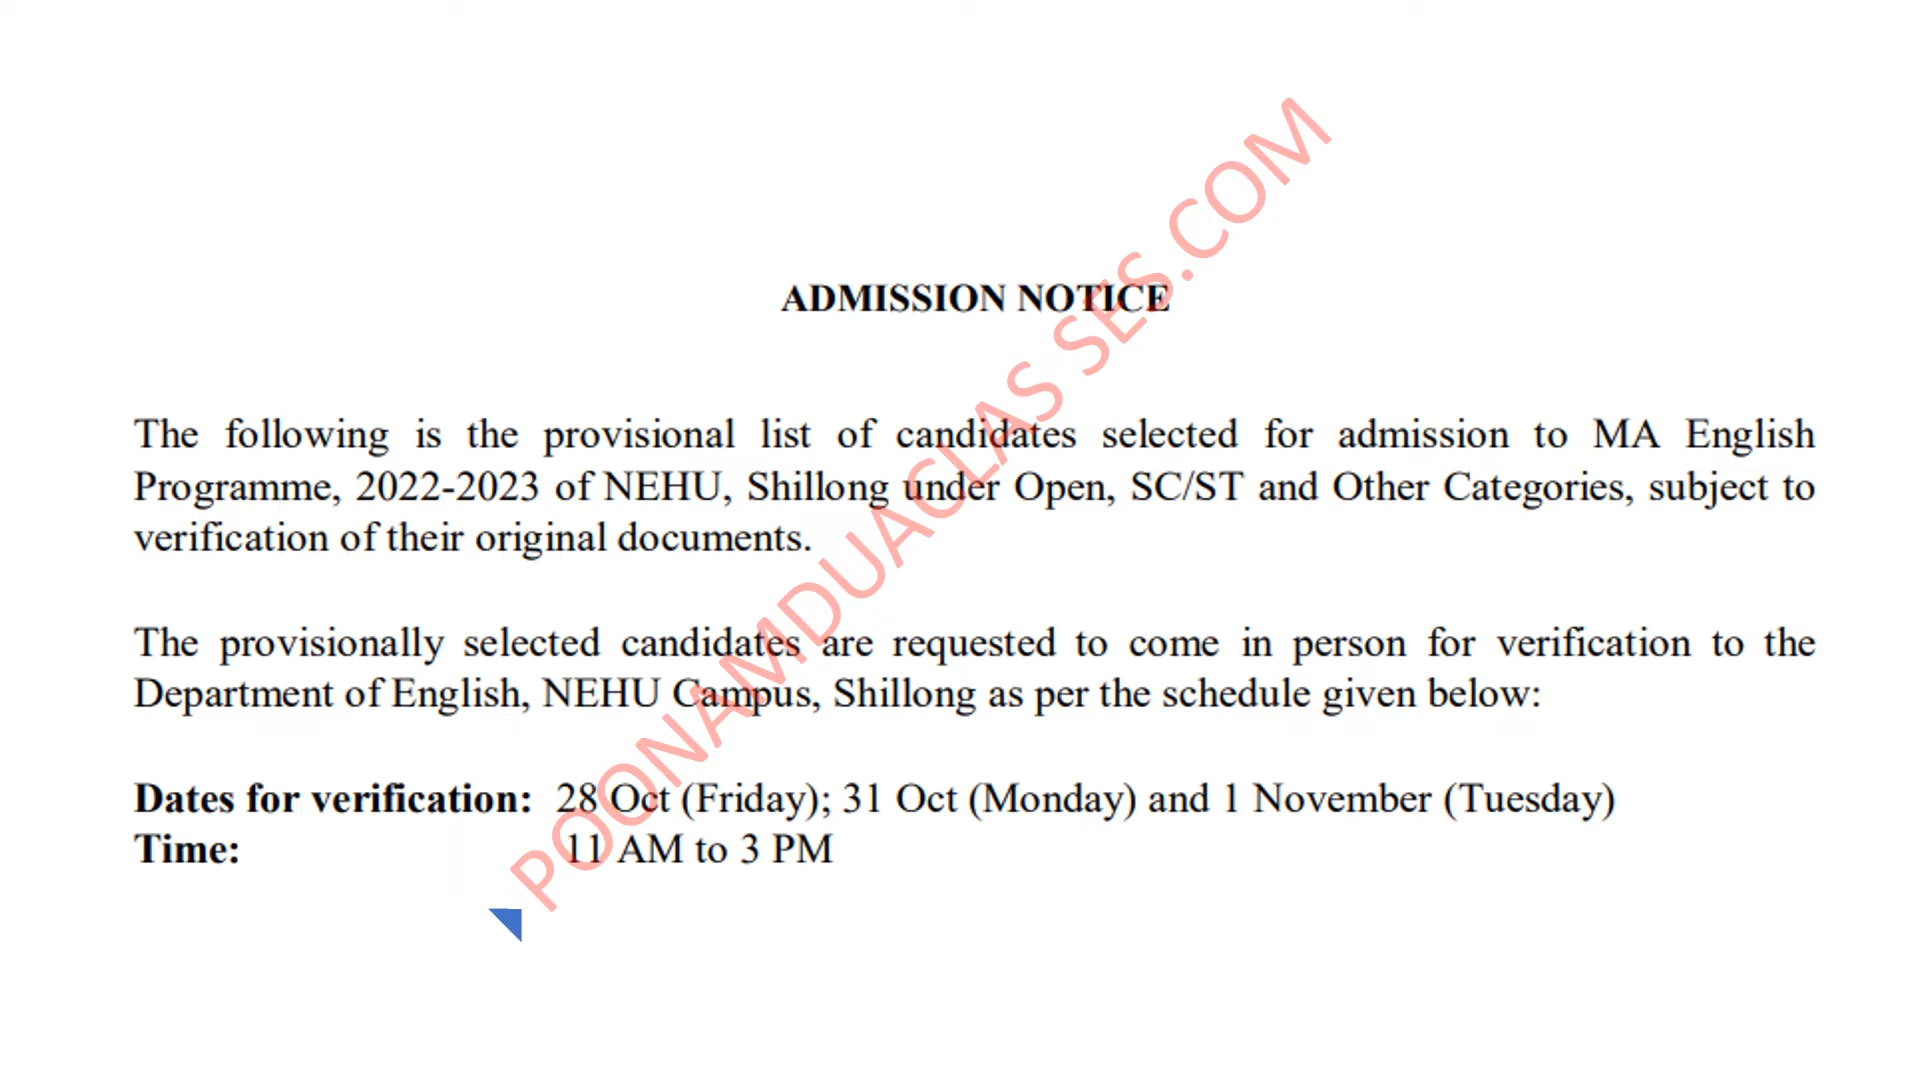 ADMISSION NOTICE
The following is the provisional list of candidates selected for admission to MA English
Programme, 2022-2023 of NEHU, Shillong under Open, SC/ST and Other Categories, subject to
verification of their original documents.
The provisionally selected candidates are requested to come in person for verification to the
Department of English, NEHU Campus, Shillong as per the schedule given below:
Dates for verification: 28 Oct (Friday); 31 Oct (Monday) and 1 November (Tuesday)
Time: 11 AM to 3 PM
POONAMDUACLAS SES.COM